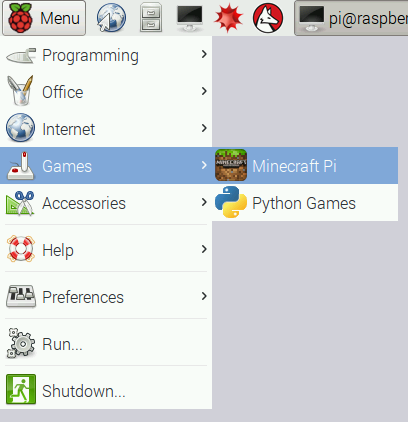 Menu
pi@raspber
Programming
Office
Internet
Games
Minecraft Pi
Accessories
Python Games
Help
Preferences
Run...
Shutdown...